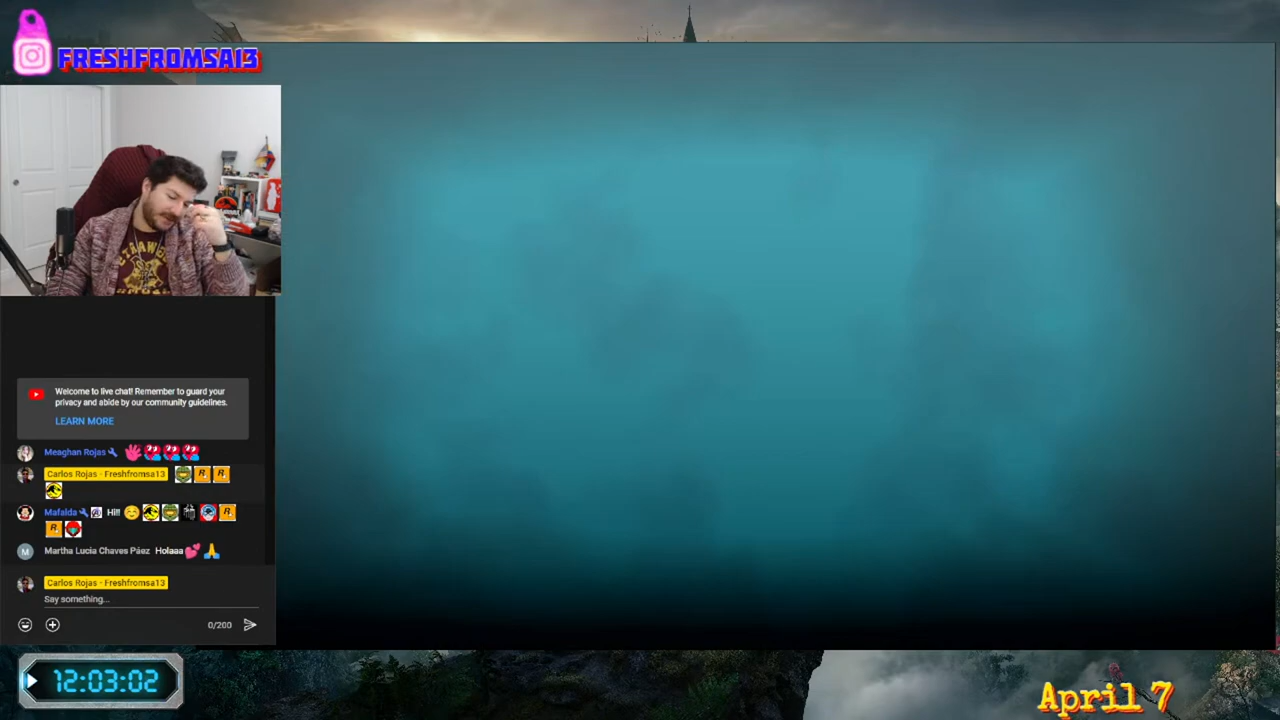 FRESHFROMSA13
Welcome to live chat! Remember to guard your
privacy and abide by our community guidelines.
LEARN MORE
Meaghan Rojas
Carlos Rojas - Freshfromsa13
Mafalda Hi!!
Martha Lucia Chaves Páez Holaaa
Carlos Rojas - Freshfromsa13
Say something...
0/200
12:03:02
April 7